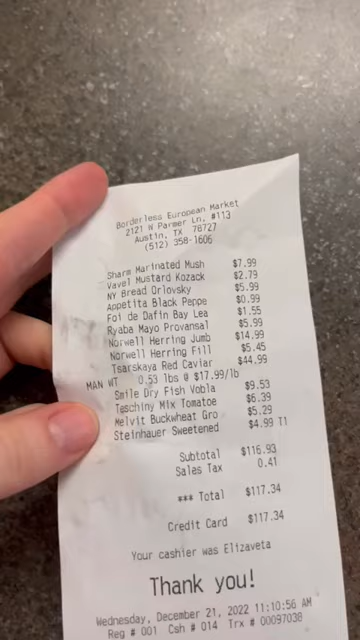 Borderless European Market
2121 W Parmer Ln, #113
Austin, TX 78727
(512) 358-1606
Sharm Marinated Mush $7.99
Vavel Mustard Kozack $2.79
NY Bread Orlovsky $5.99
Appetita Black Peppe $0.99
Foi de Dafin Bay Lea $1.55
Ryaba Mayo Provansal $5.99
Norwell Herring Jumb $14.99
Norwell Herring Fill $5.45
Tsarskaya Red Caviar $44.99
MAN WT 0.53 lbs @ $17.99/lb
Smile Dry Fish Vobla $9.53
Teschiny Mix Tomatoe $6.39
Melvit Buckwheat Gro $5.29
Steinhauer Sweetened $4.99 T1
Subtotal $116.93
Sales Tax 0.41
*** Total $117.34
Credit Card $117.34
Your cashier was Elizaveta
Thank you!
Wednesday, December 21, 2022 11:10:56 AM
Reg # 001 Csh # 014 Trx # 00097038